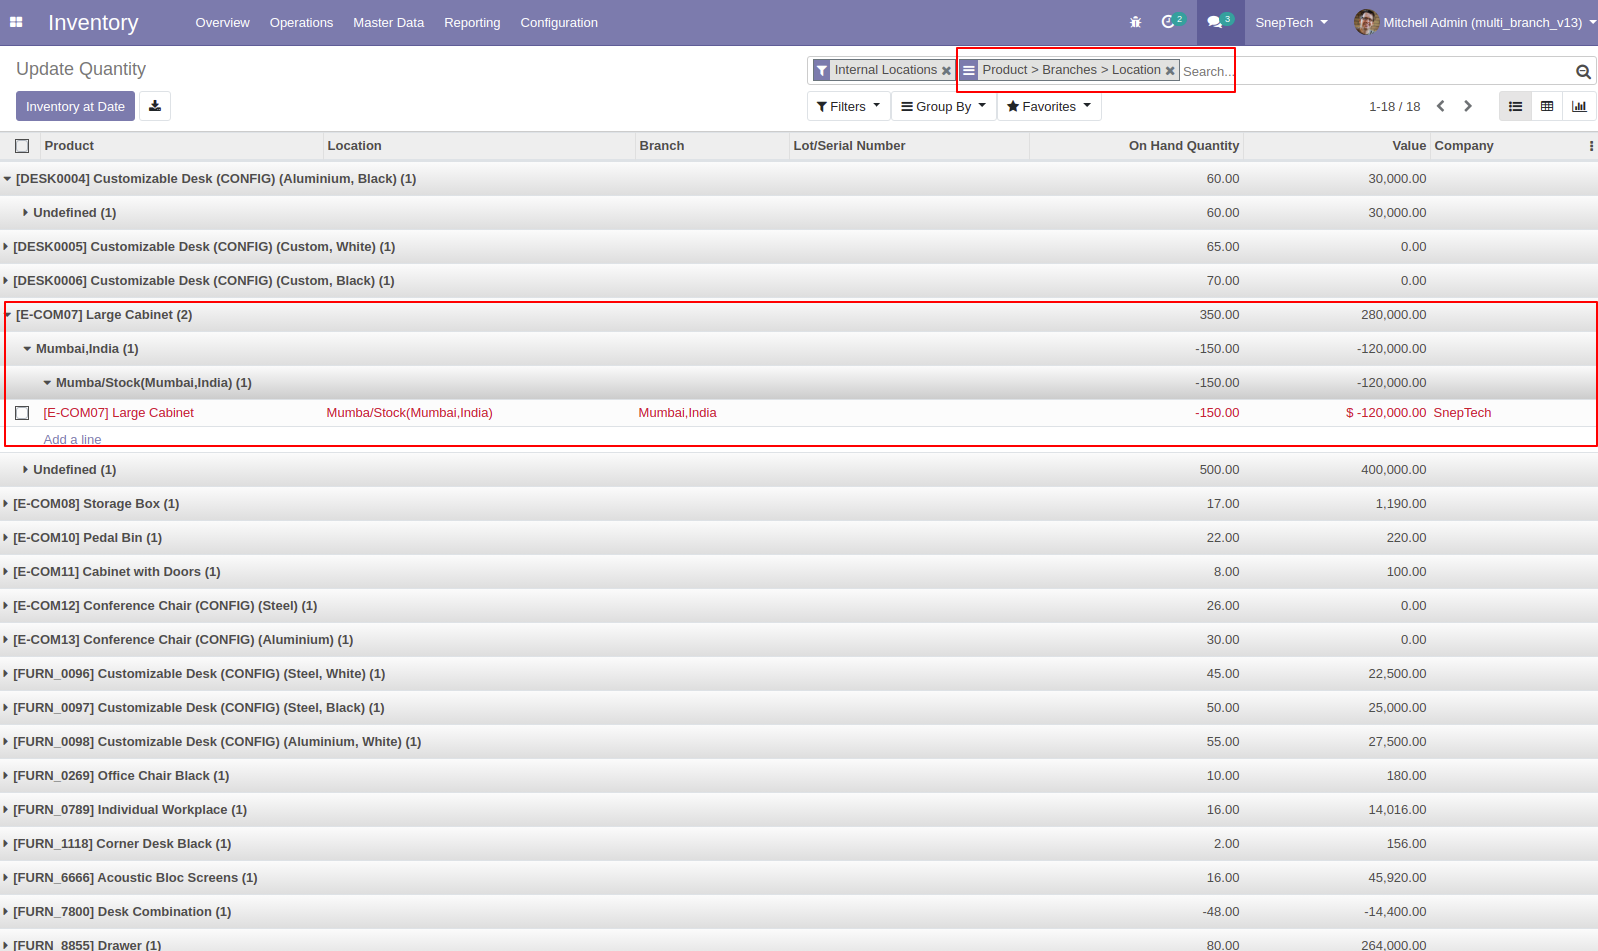 Inventory Overview Operations Master Data Reporting Configuration 2 3 SnepTech Mitchell Admin (multi_branch_v13)
Update Quantity Internal Locations Product > Branches > Location Search...
Inventory at Date Filters Group By Favorites 1-18 / 18
Product Location Branch Lot/Serial Number On Hand Quantity Value Company
[DESK0004] Customizable Desk (CONFIG) (Aluminium, Black) (1) 60.00 30,000.00
Undefined (1) 60.00 30,000.00
[DESK0005] Customizable Desk (CONFIG) (Custom, White) (1) 65.00 0.00
[DESK0006] Customizable Desk (CONFIG) (Custom, Black) (1) 70.00 0.00
[E-COM07] Large Cabinet (2) 350.00 280,000.00
Mumbai,India (1) -150.00 -120,000.00
Mumba/Stock(Mumbai,India) (1) -150.00 -120,000.00
[E-COM07] Large Cabinet Mumba/Stock(Mumbai,India) Mumbai,India -150.00 $ -120,000.00 SnepTech
Add a line
Undefined (1) 500.00 400,000.00
[E-COM08] Storage Box (1) 17.00 1,190.00
[E-COM10] Pedal Bin (1) 22.00 220.00
[E-COM11] Cabinet with Doors (1) 8.00 100.00
[E-COM12] Conference Chair (CONFIG) (Steel) (1) 26.00 0.00
[E-COM13] Conference Chair (CONFIG) (Aluminium) (1) 30.00 0.00
[FURN_0096] Customizable Desk (CONFIG) (Steel, White) (1) 45.00 22,500.00
[FURN_0097] Customizable Desk (CONFIG) (Steel, Black) (1) 50.00 25,000.00
[FURN_0098] Customizable Desk (CONFIG) (Aluminium, White) (1) 55.00 27,500.00
[FURN_0269] Office Chair Black (1) 10.00 180.00
[FURN_0789] Individual Workplace (1) 16.00 14,016.00
[FURN_1118] Corner Desk Black (1) 2.00 156.00
[FURN_6666] Acoustic Bloc Screens (1) 16.00 45,920.00
[FURN_7800] Desk Combination (1) -48.00 -14,400.00
[FURN_8855] Drawer (1) 80.00 264,000.00